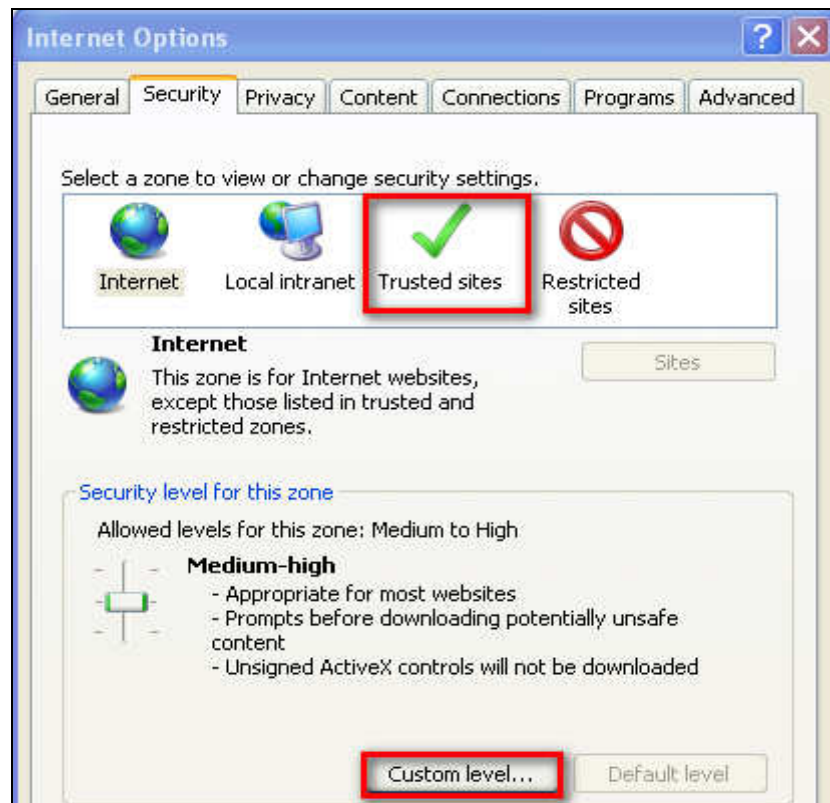 Internet Options
?
General Security Privacy Content Connections Programs Advanced
Select a zone to view or change security settings.
Internet Local intranet Trusted sites Restricted
sites
Internet
Sites
This zone is for Internet websites,
except those listed in trusted and
restricted zones.
Security level for this zone
Allowed levels for this zone: Medium to High
Medium-high
- Appropriate for most websites
- Prompts before downloading potentially unsafe
content
- Unsigned ActiveX controls will not be downloaded
Custom level... Default level